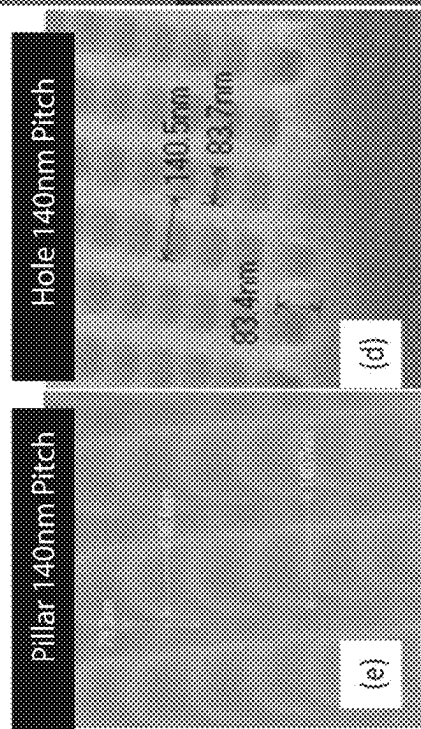 Hole 140nm Pitch
140.5nm
83.7nm
83.4nm
(d)
Pillar 140nm Pitch
(e)